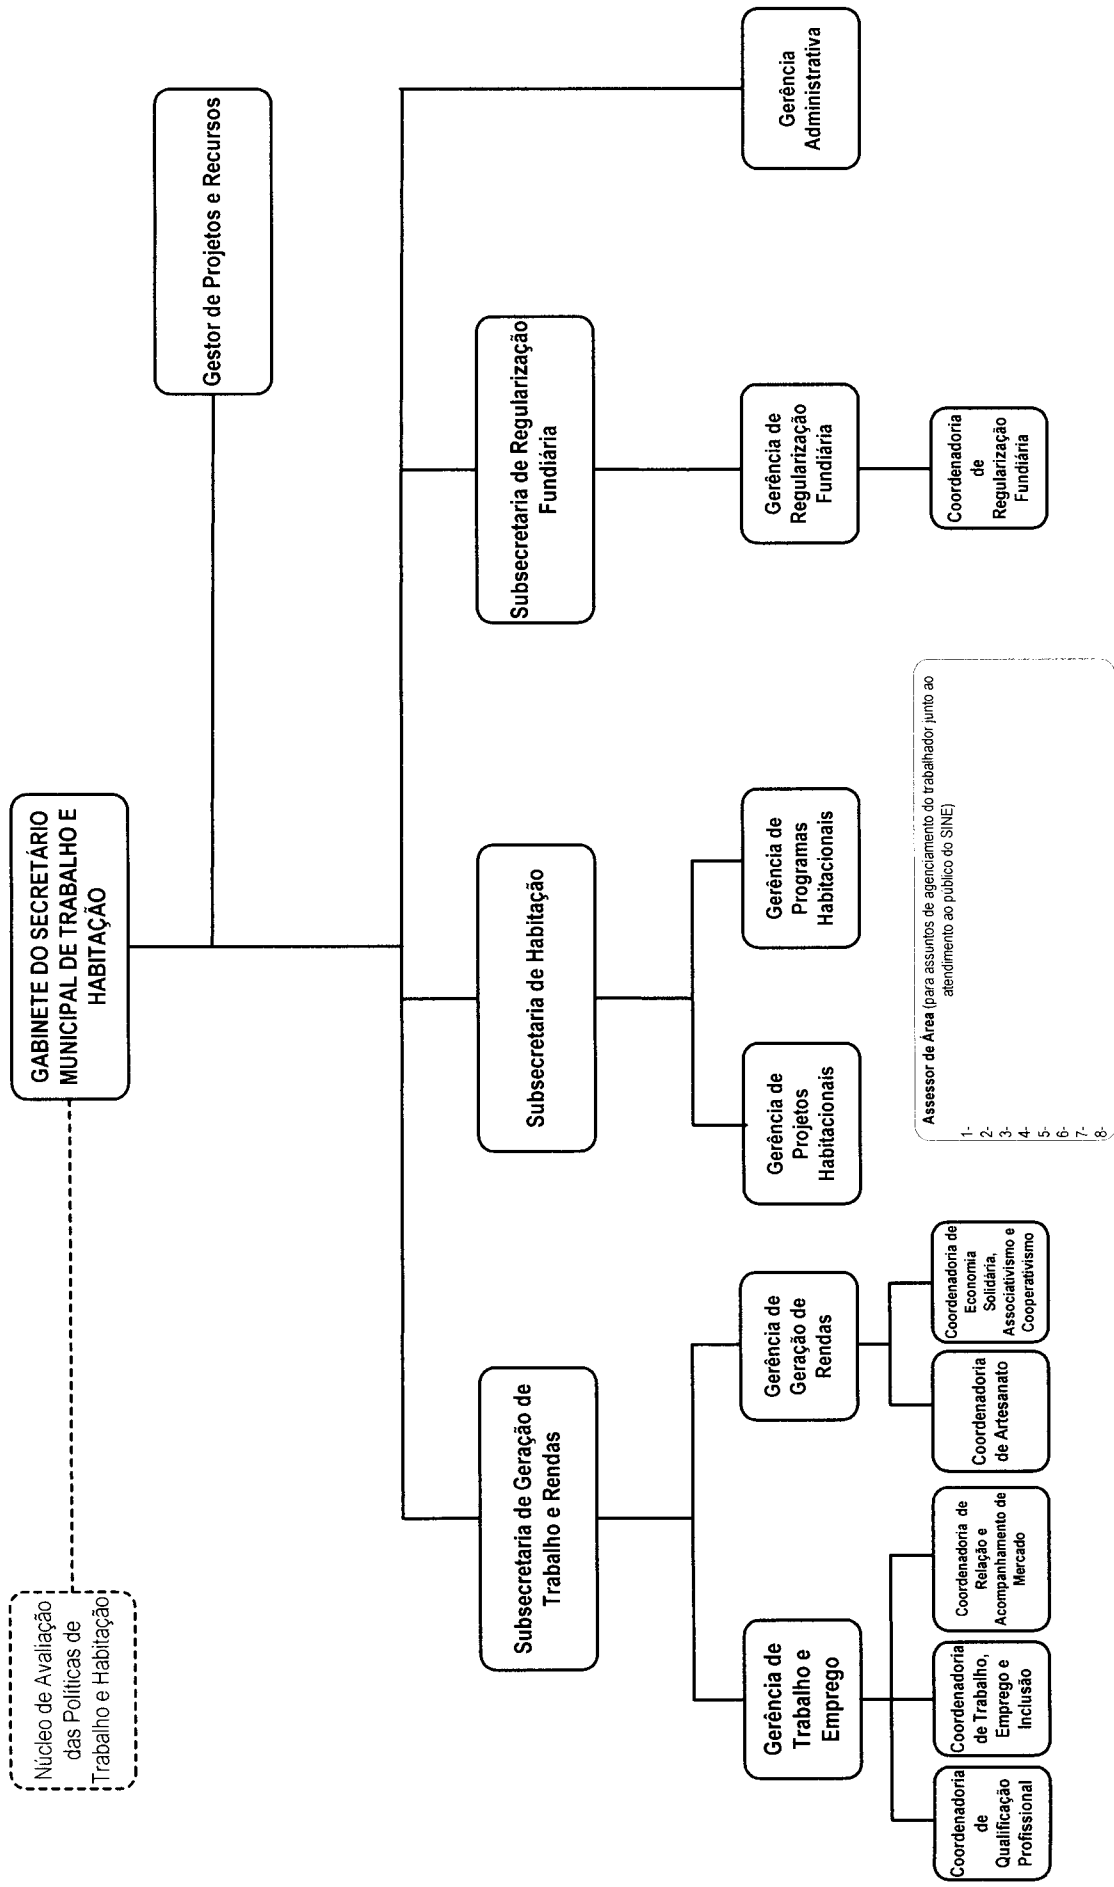 GABINETE DO SECRETÁRIO
MUNICIPAL DE TRABALHO E
HABITAÇÃO
Núcleo de Avaliação
das Políticas de
Trabalho e Habitação
Gestor de Projetos e Recursos
Subsecretaria de Geração de
Trabalho e Rendas
Subsecretaria de Habitação
Subsecretaria de Regularização
Fundiária
Gerência de
Trabalho e
Emprego
Gerência de
Geração de
Rendas
Gerência de
Projetos
Habitacionais
Gerência de
Programas
Habitacionais
Gerência de
Regularização
Fundiária
Gerência
Administrativa
Coordenadoria
de
Qualificação
Profissional
Coordenadoria
de Trabalho,
Emprego e
Inclusão
Coordenadoria de
Relação e
Acompanhamento de
Mercado
Coordenadoria
de Artesanato
Coordenadoria de
Economia
Solidária,
Associativismo e
Cooperativismo
Coordenadoria
de
Regularização
Fundiária
Assessor de Área (para assuntos de agenciamento do trabalhador junto ao
atendimento ao público do SINE)
1-
2-
3-
4-
5-
6-
7-
8-